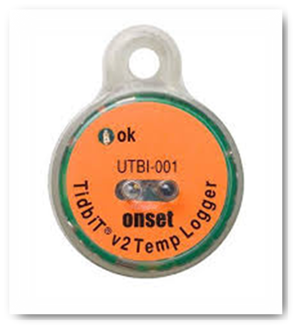 ok
UTBI-001
onset
TidbiT® v2 Temp Logger